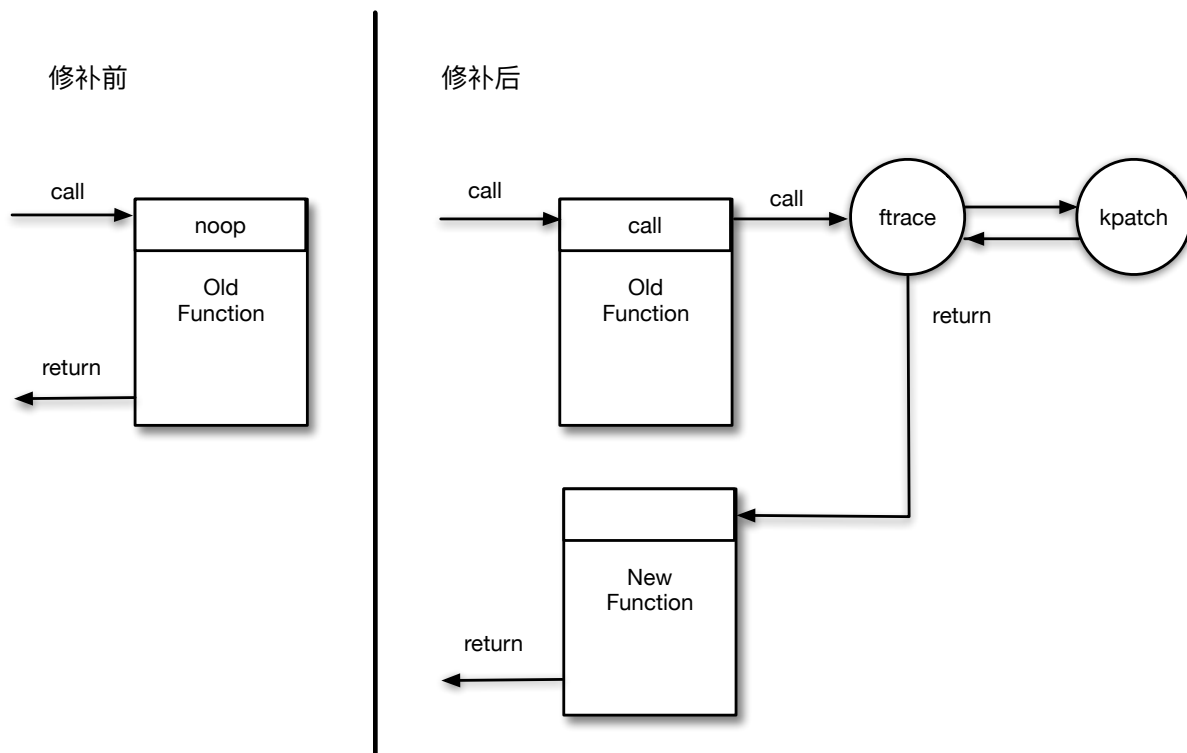 修补前
call
noop
Old
Function
return
修补后
call
call
call
ftrace
kpatch
Old
Function
return
New
Function
return